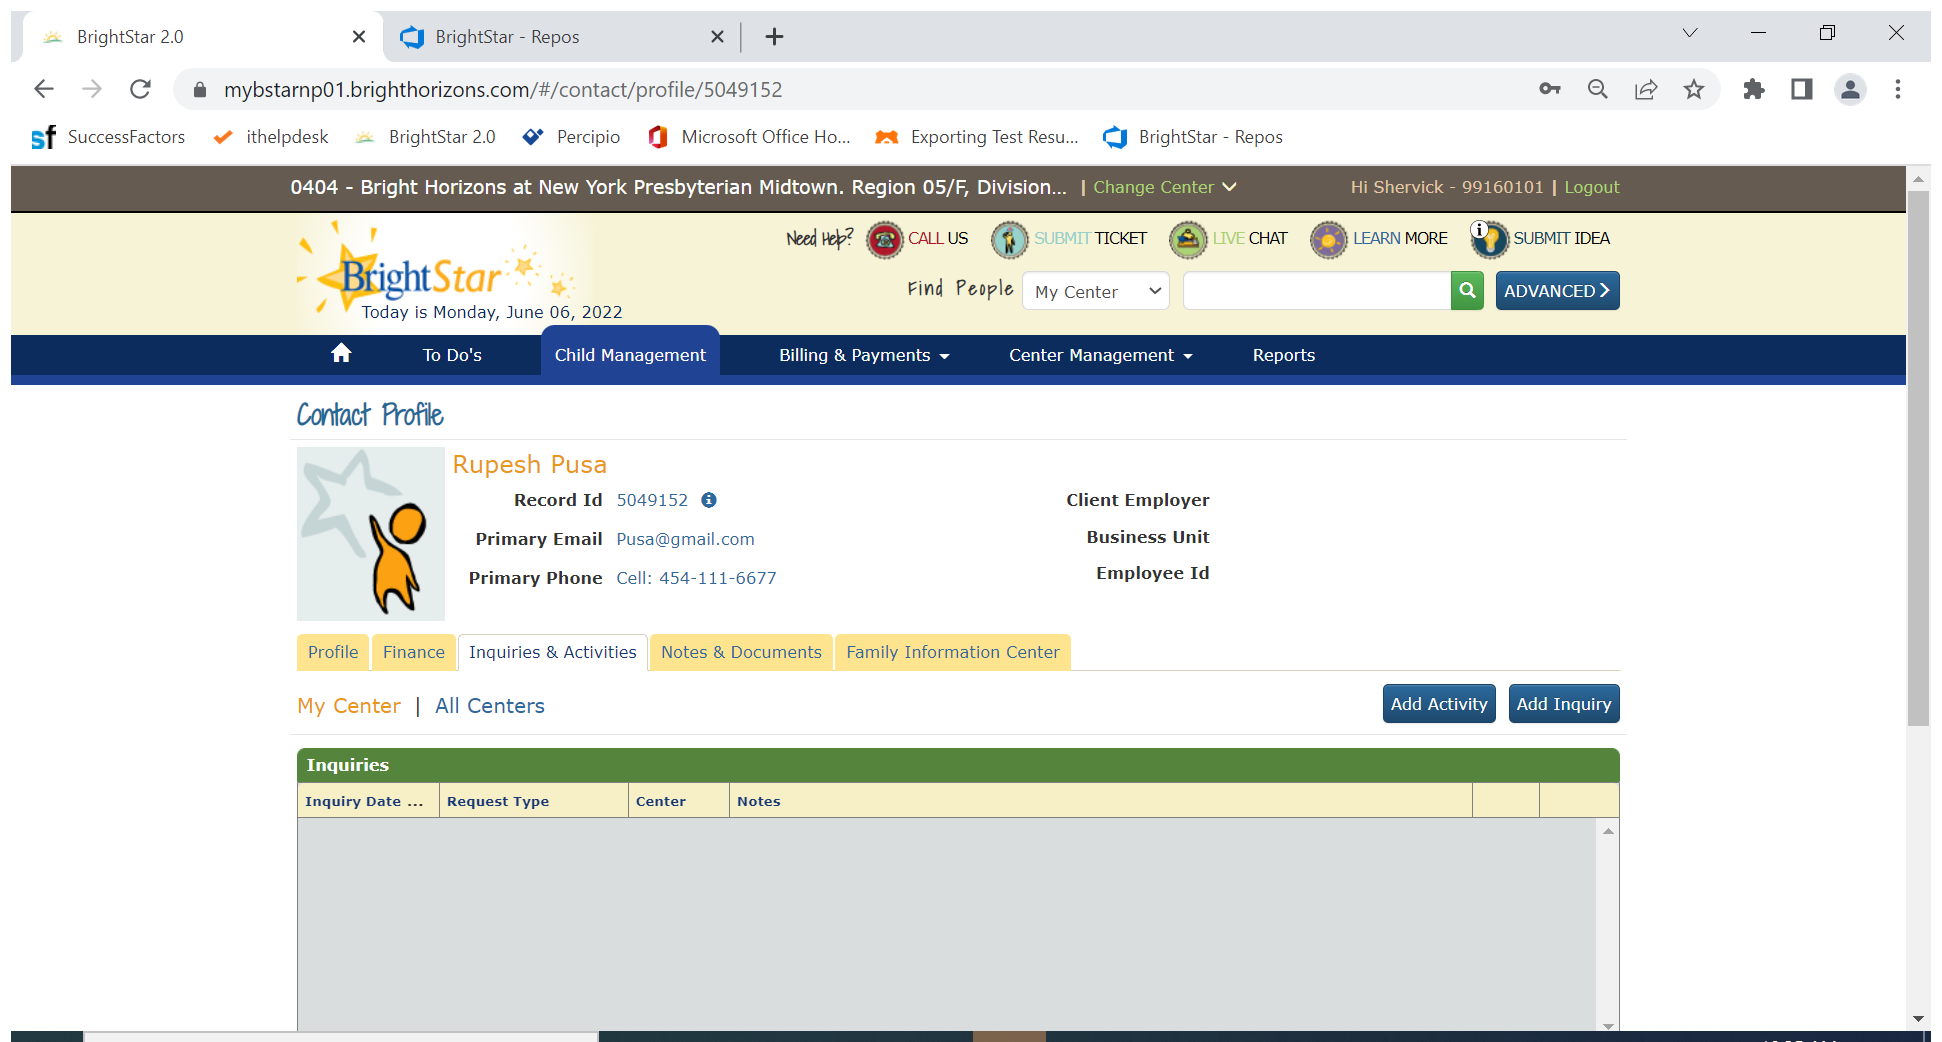 BrightStar 2.0
BrightStar - Repos
mybstarnp01.brighthorizons.com/#/contact/profile/5049152
sf SuccessFactors ithelpdesk BrightStar 2.0 Percipio Microsoft Office Ho... Exporting Test Resu... BrightStar - Repos
0404 - Bright Horizons at New York Presbyterian Midtown. Region 05/F, Division... | Change Center Hi Shervick - 99160101 | Logout
Need Help? CALL US SUBMIT TICKET LIVE CHAT LEARN MORE SUBMIT IDEA
BrightStar
Find People My Center ADVANCED
Today is Monday, June 06, 2022
To Do's Child Management Billing & Payments Center Management Reports
Contact Profile
Rupesh Pusa
Record Id 5049152 Client Employer
Primary Email Pusa@gmail.com Business Unit
Primary Phone Cell: 454-111-6677 Employee Id
Profile Finance Inquiries & Activities Notes & Documents Family Information Center
My Center | All Centers Add Activity Add Inquiry
Inquiries
Inquiry Date ... Request Type Center Notes